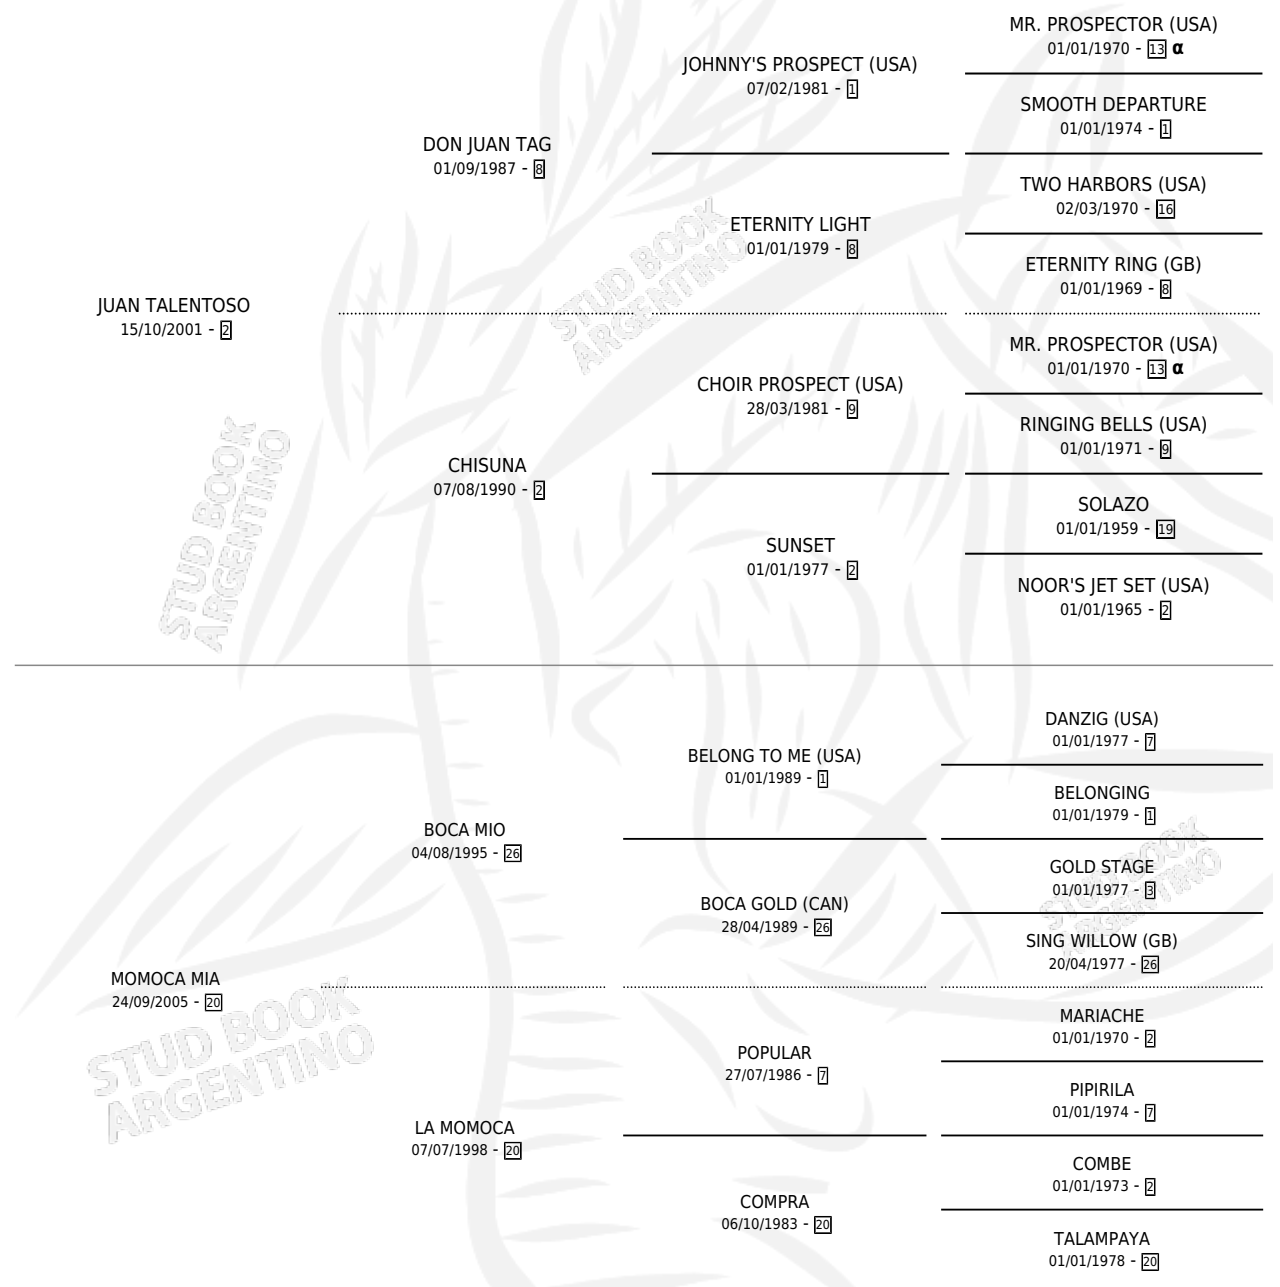 MR. PROSPECTOR (USA)
01/01/1970 - 13 α
JOHNNY'S PROSPECT (USA)
07/02/1981 - 1
SMOOTH DEPARTURE
01/01/1974 - 1
DON JUAN TAG
01/09/1987 - 8
TWO HARBORS (USA)
02/03/1970 - 16
ETERNITY LIGHT
01/01/1979 - 8
ETERNITY RING (GB)
01/01/1969 - 8
JUAN TALENTOSO
15/10/2001 - 2
MR. PROSPECTOR (USA)
01/01/1970 - 13 α
CHOIR PROSPECT (USA)
28/03/1981 - 9
RINGING BELLS (USA)
01/01/1971 - 9
CHISUNA
07/08/1990 - 2
SOLAZO
01/01/1959 - 19
SUNSET
01/01/1977 - 2
NOOR'S JET SET (USA)
01/01/1965 - 2
DANZIG (USA)
01/01/1977 - 7
BELONG TO ME (USA)
01/01/1989 - 1
BELONGING
01/01/1979 - 1
BOCA MIO
04/08/1995 - 26
GOLD STAGE
01/01/1977 - 3
BOCA GOLD (CAN)
28/04/1989 - 26
SING WILLOW (GB)
20/04/1977 - 26
MOMOCA MIA
24/09/2005 - 20
MARIACHE
01/01/1970 - 2
POPULAR
27/07/1986 - 7
PIPIRILA
01/01/1974 - 7
LA MOMOCA
07/07/1998 - 20
COMBE
01/01/1973 - 2
COMPRA
06/10/1983 - 20
TALAMPAYA
01/01/1978 - 20
STUD BOOK
ARGENTINO
STUD BOOK
ARGENTINO
STUD BOOK
ARGENTINO
STUD BOOK
ARGENTINO